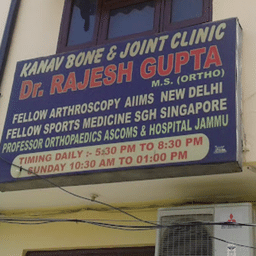 KANAV BONE & JOINT CLINIC
Dr. RAJESH GUPTA
M.S. (ORTHO)
FELLOW ARTHROSCOPY AIIMS NEW DELHI
FELLOW SPORTS MEDICINE SGH SINGAPORE
PROFESSOR ORTHOPAEDICS ASCOMS & HOSPITAL JAMMU
TIMING DAILY :- 5:30 PM TO 8:30 PM
SUNDAY 10:30 AM TO 01:00 PM